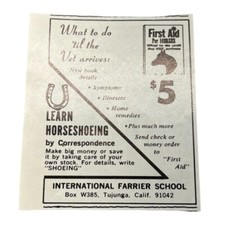 What to do
'til the
Vet arrives:
New book
details
• Symptoms
• Diseases
• Home
remedies
• Plus much more
Send check or
money order
to
"First
Aid"
First Aid
For HORSES
$5
LEARN
HORSESHOEING
by Correspondence
Make big money or save
it by taking care of your
own stock. For details, write
"SHOEING"
INTERNATIONAL FARRIER SCHOOL
Box W385, Tujunga, Calif. 91042